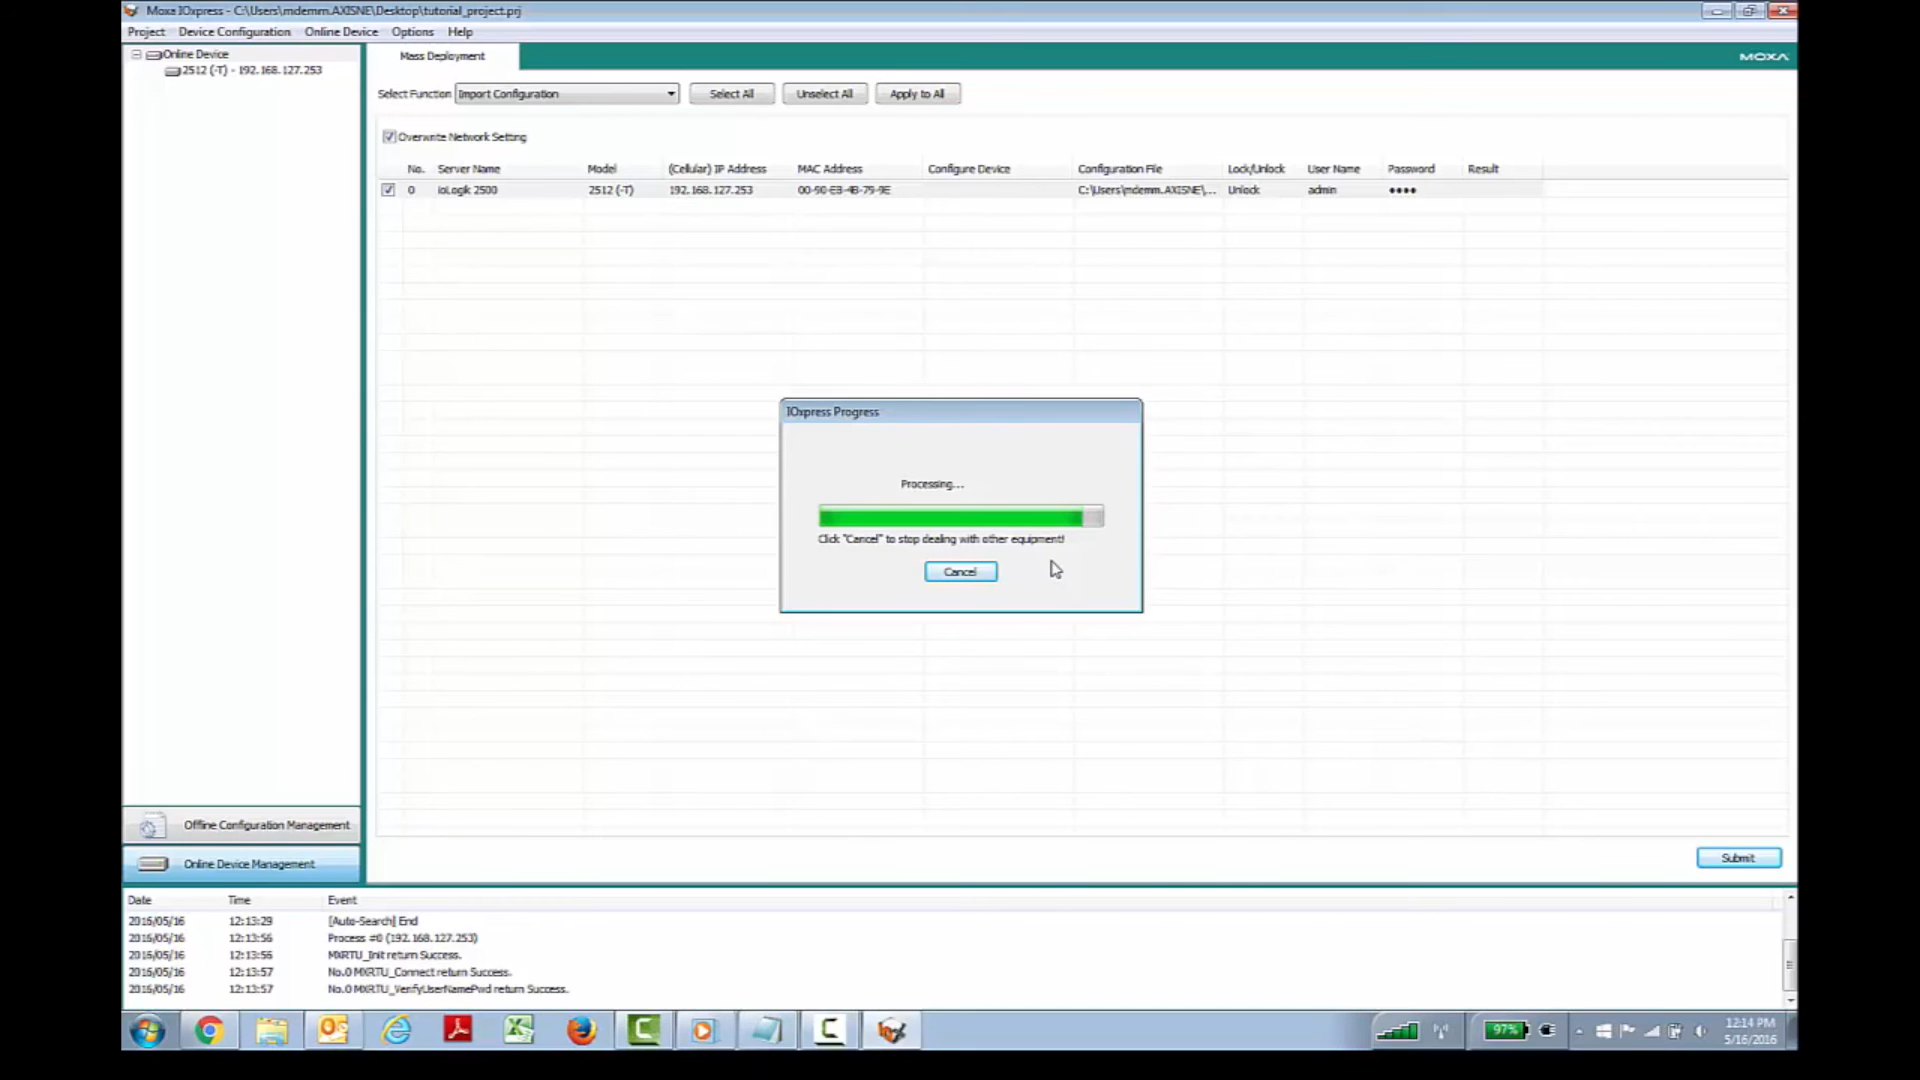 Moxa IOxpress - C:\Users\mdemm.AXISNE\Desktop\tutorial_project.prj
Project Device Configuration Online Device Options Help
Online Device
2512 (-T) - 192.168.127.253
Mass Deployment
MOXA
Select Function Import Configuration Select All Unselect All Apply to All
Overwrite Network Setting
No. Server Name Model (Cellular) IP Address MAC Address Configure Device Configuration File Lock/Unlock User Name Password Result
0 ioLogik 2500 2512 (-T) 192.168.127.253 00-90-E8-4B-79-9E C:\Users\mdemm.AXISNE\... Unlock admin ●●●●
IOxpress Progress
Processing...
Click "Cancel" to stop dealing with other equipment!
Cancel
Offline Configuration Management
Online Device Management
Submit
Date Time Event
2016/05/16 12:13:29 [Auto-Search] End
2016/05/16 12:13:56 Process #0 (192.168.127.253)
2016/05/16 12:13:56 MXRTU_Init return Success.
2016/05/16 12:13:57 No.0 MXRTU_Connect return Success.
2016/05/16 12:13:57 No.0 MXRTU_VerifyUserNamePwd return Success.
97%
12:14 PM
5/16/2016